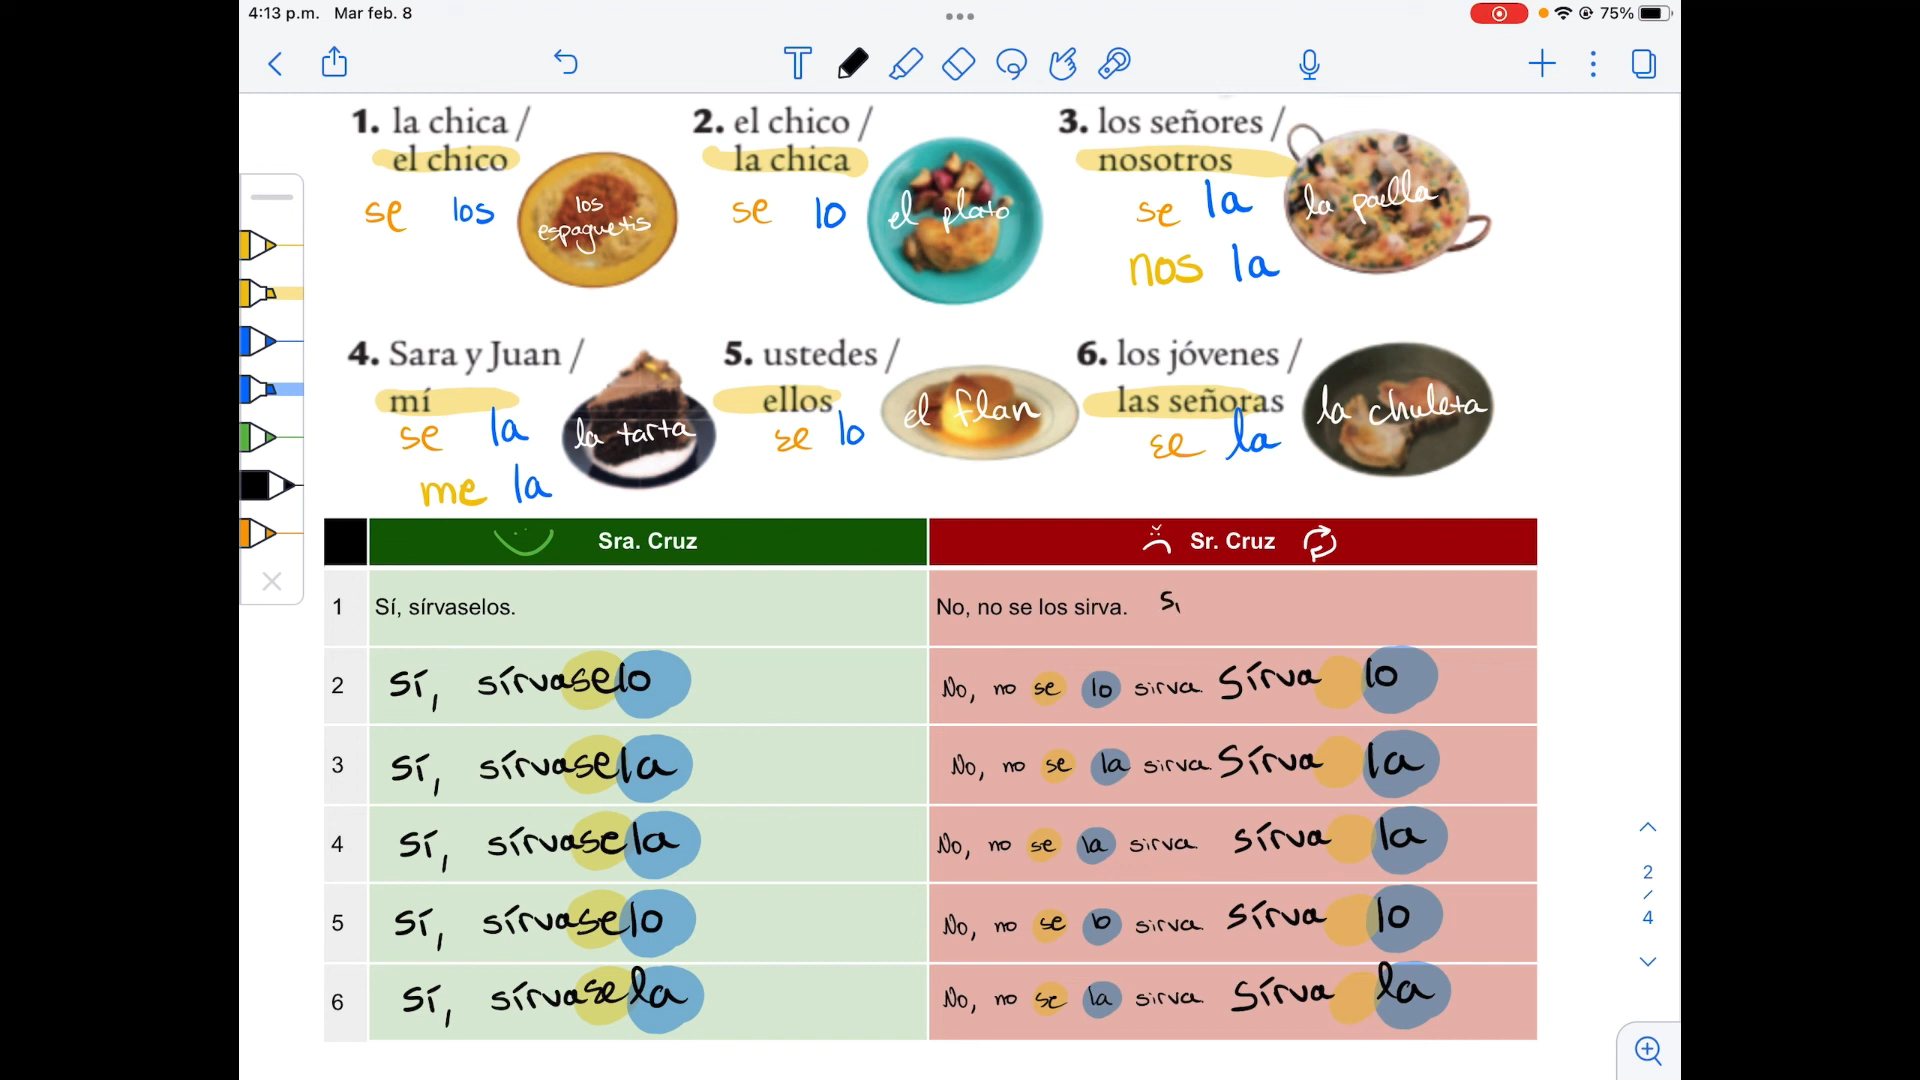 4:13 p.m. Mar feb. 8
75%
1. la chica /
el chico
se los
los
espaguetis
2. el chico /
la chica
se lo
el plato
3. los señores /
nosotros
se la
nos la
la paella
4. Sara y Juan /
mí
se la
me la
la tarta
5. ustedes /
ellos
se lo
el flan
6. los jóvenes /
las señoras
se la
la chuleta
Sra. Cruz
Sr. Cruz
1 Sí, sírvaselos. No, no se los sirva. Sı
2 Sí, sírvaselo No, no se lo sirva. Sírva lo
3 Sí, sírvasela No, no se la sirva. Sírva la
4 Sí, sírvasela No, no se la sirva. Sírva la
5 Sí, sírvaselo No, no se lo sirva. Sírva lo
6 Sí, sírvasela No, no se la sirva. Sírva la
2
/
4